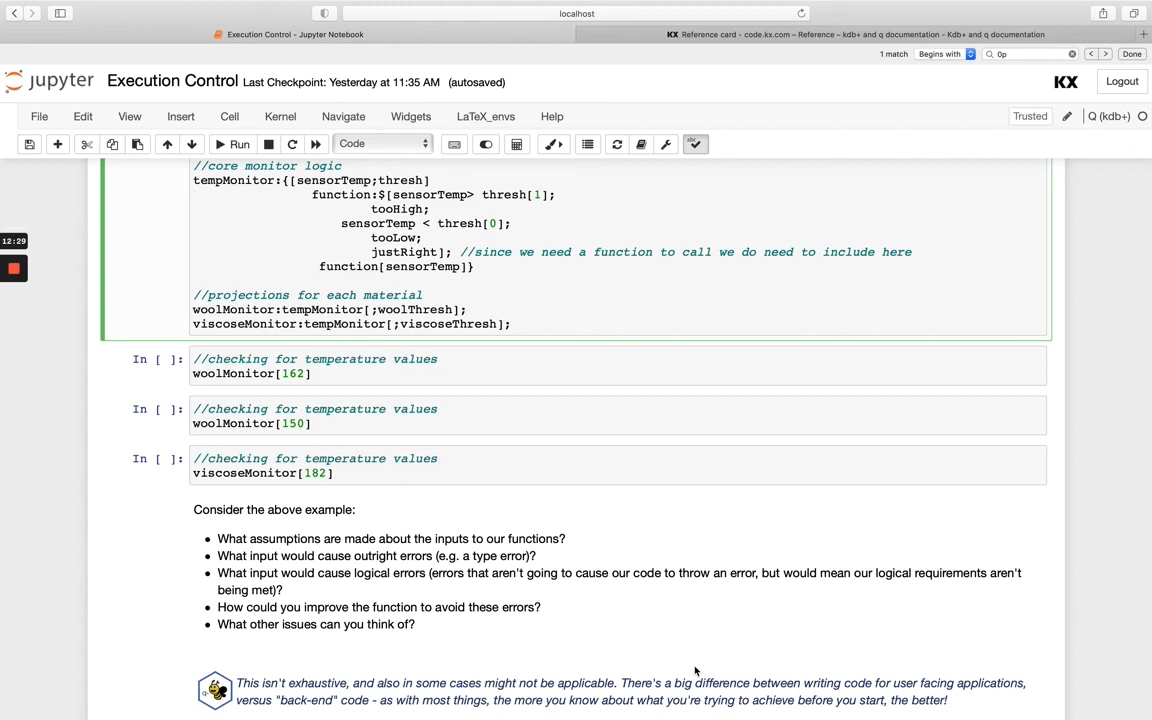 localhost
Execution Control - Jupyter Notebook
KX Reference card - code.kx.com – Reference – kdb+ and q documentation - Kdb+ and q documentation
1 match Begins with 0p Done
jupyter Execution Control Last Checkpoint: Yesterday at 11:35 AM (autosaved) KX Logout
File Edit View Insert Cell Kernel Navigate LaTeX_envs Widgets Help Trusted Q (kdb+)
Run Code
//core monitor logic
tempMonitor:{[sensorTemp;thresh]
function:$[sensorTemp> thresh[1];
tooHigh;
sensorTemp < thresh[0];
tooLow;
justRight]; //since we need a function to call we do need to include here
function[sensorTemp]}
//projections for each material
woolMonitor:tempMonitor[;woolThresh];
viscoseMonitor:tempMonitor[;viscoseThresh];
12:29
In [ ]: //checking for temperature values
woolMonitor[162]
In [ ]: //checking for temperature values
woolMonitor[150]
In [ ]: //checking for temperature values
viscoseMonitor[182]
Consider the above example:
• What assumptions are made about the inputs to our functions?
• What input would cause outright errors (e.g. a type error)?
• What input would cause logical errors (errors that aren't going to cause our code to throw an error, but would mean our logical requirements aren't
being met)?
• How could you improve the function to avoid these errors?
• What other issues can you think of?
This isn't exhaustive, and also in some cases might not be applicable. There's a big difference between writing code for user facing applications,
versus "back-end" code - as with most things, the more you know about what you're trying to achieve before you start, the better!